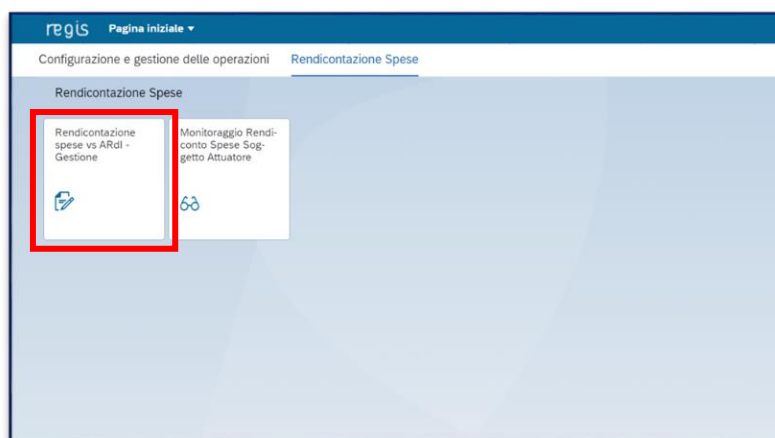 regis Pagina iniziale
Configurazione e gestione delle operazioni Rendicontazione Spese
Rendicontazione Spese
Rendicontazione
spese vs ARdI -
Gestione
Monitoraggio Rendi-
conto Spese Sog-
getto Attuatore